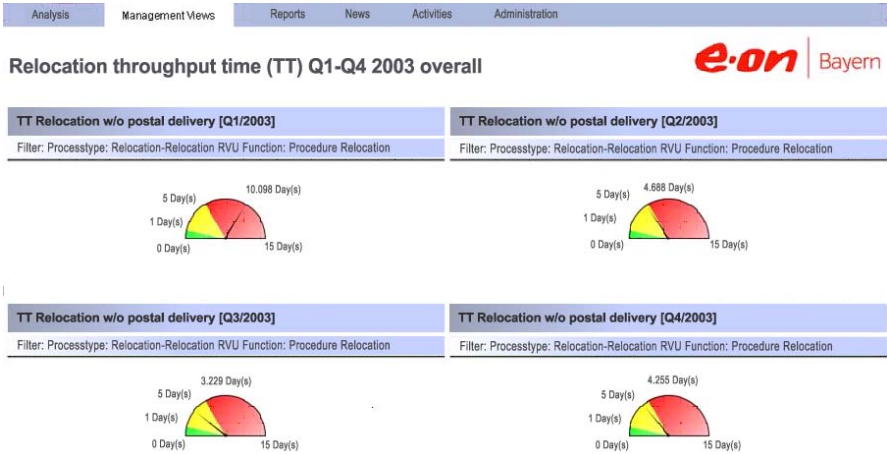 Analysis Management Views Reports News Activities Administration
Relocation throughput time (TT) Q1-Q4 2003 overall
e·on Bayern
TT Relocation w/o postal delivery [Q1/2003]
Filter: Processtype: Relocation-Relocation RVU Function: Procedure Relocation
10.098 Day(s)
5 Day(s)
1 Day(s)
0 Day(s)
15 Day(s)
TT Relocation w/o postal delivery [Q2/2003]
Filter: Processtype: Relocation-Relocation RVU Function: Procedure Relocation
4.688 Day(s)
5 Day(s)
1 Day(s)
0 Day(s)
15 Day(s)
TT Relocation w/o postal delivery [Q3/2003]
Filter: Processtype: Relocation-Relocation RVU Function: Procedure Relocation
3.229 Day(s)
5 Day(s)
1 Day(s)
0 Day(s)
15 Day(s)
TT Relocation w/o postal delivery [Q4/2003]
Filter: Processtype: Relocation-Relocation RVU Function: Procedure Relocation
4.255 Day(s)
5 Day(s)
1 Day(s)
0 Day(s)
15 Day(s)